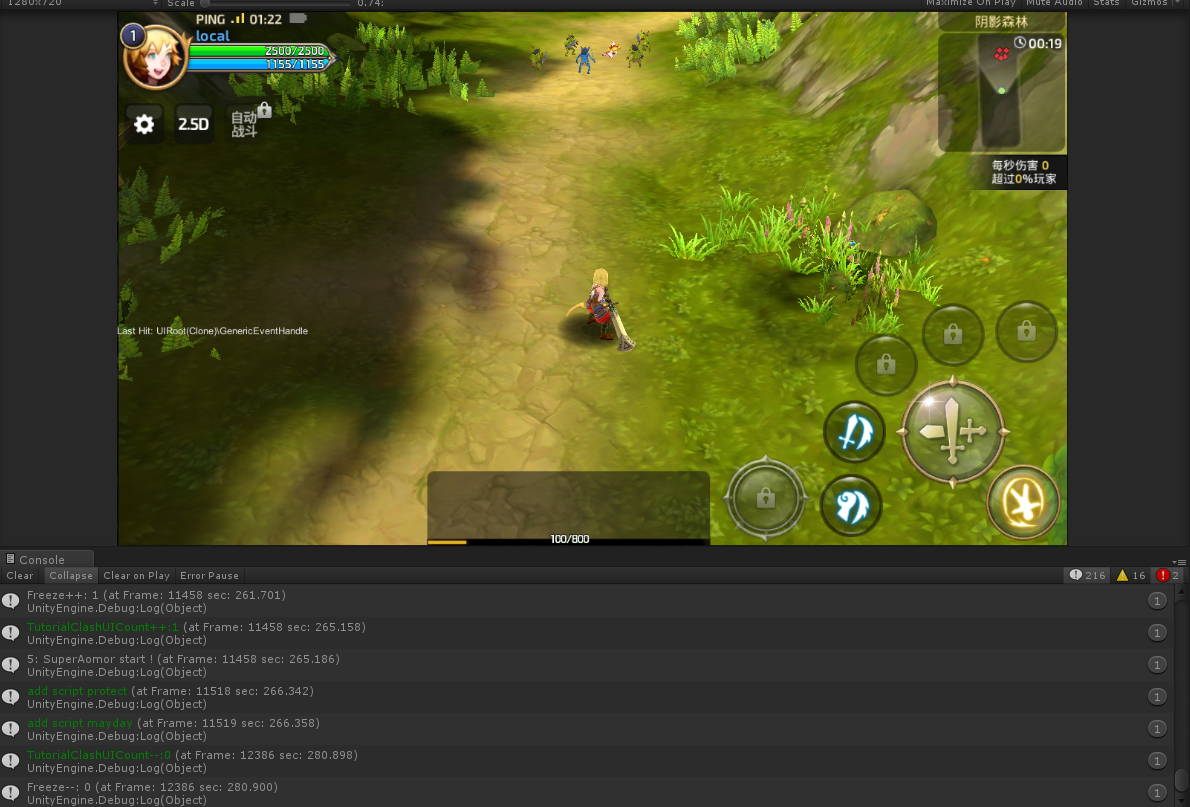 1280x720
Scale
0.74:
Maximize On Play
Mute Audio
Stats
Gizmos
PING
01:22
1
local
2500/2500
1155/1155
2.5D
自动
战斗
阴影森林
00:19
每秒伤害 0
超过0%玩家
Last Hit: UIRoot(Clone)\GenericEventHandle
100/800
Console
Clear
Collapse
Clear on Play
Error Pause
216
16
2
Freeze++: 1 (at Frame: 11458 sec: 261.701)
UnityEngine.Debug:Log(Object)
1
TutorialClashUICount++:1 (at Frame: 11458 sec: 265.158)
UnityEngine.Debug:Log(Object)
1
5: SuperAomor start ! (at Frame: 11458 sec: 265.186)
UnityEngine.Debug:Log(Object)
1
add script protect (at Frame: 11518 sec: 266.342)
UnityEngine.Debug:Log(Object)
1
add script mayday (at Frame: 11519 sec: 266.358)
UnityEngine.Debug:Log(Object)
1
TutorialClashUICount--:0 (at Frame: 12386 sec: 280.898)
UnityEngine.Debug:Log(Object)
1
Freeze--: 0 (at Frame: 12386 sec: 280.900)
UnityEngine.Debug:Log(Object)
1